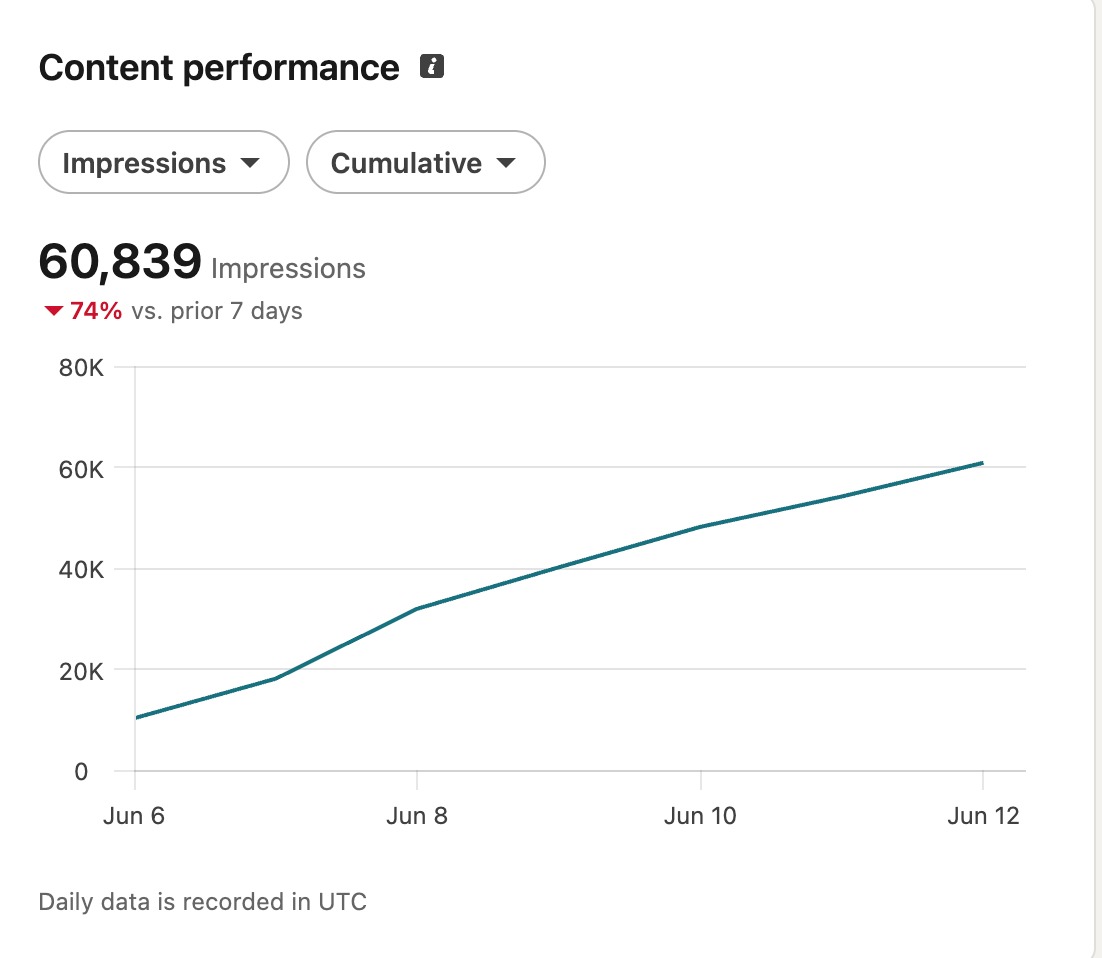 Content performance
Impressions
Cumulative
60,839 Impressions
74% vs. prior 7 days
80K
60K
40K
20K
0
Jun 6
Jun 8
Jun 10
Jun 12
Daily data is recorded in UTC